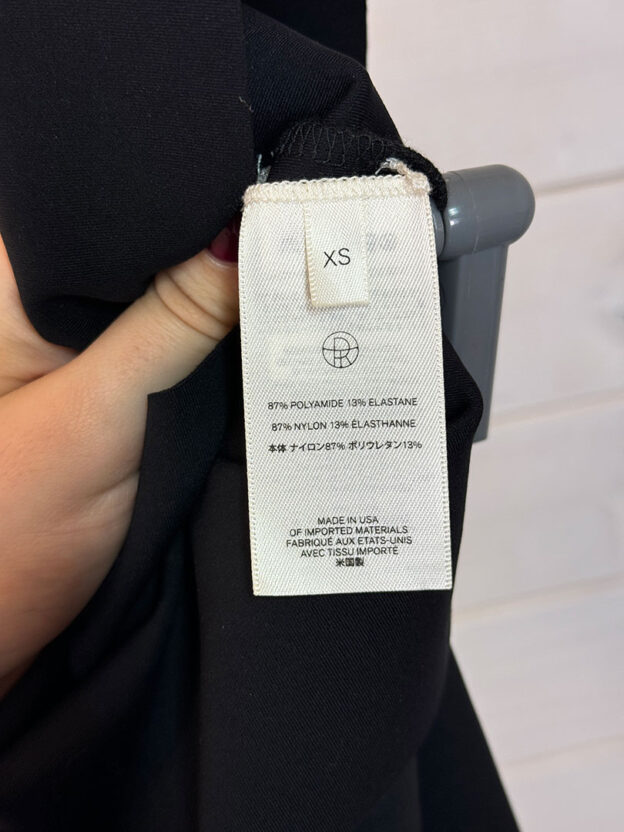 XS
87% POLYAMIDE 13% ELASTANE
87% NYLON 13% ÉLASTHANNE
本体 ナイロン87% ポリウレタン13%
MADE IN USA
OF IMPORTED MATERIALS
FABRIQUÉ AUX ETATS-UNIS
AVEC TISSU IMPORTÉ
米国製